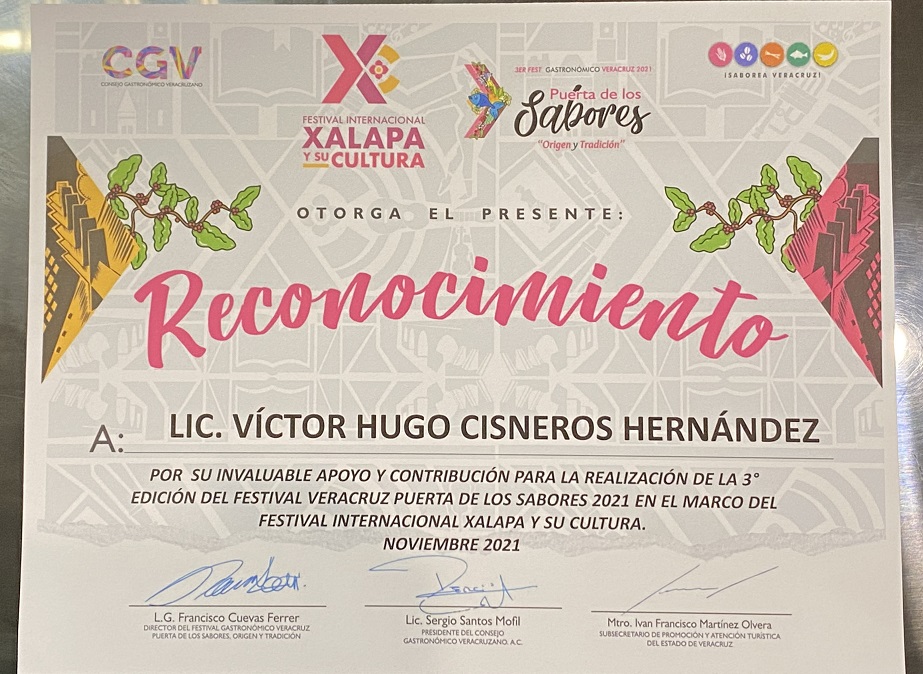 CGV
CONSEJO GASTRONÓMICO VERACRUZANO
FESTIVAL INTERNACIONAL
XALAPA
Y SU CULTURA
3ER FEST GASTRONÓMICO VERACRUZ 2021
Puerta de los
Sabores
"Origen y Tradición"
¡SABOREA VERACRUZ!
OTORGA EL PRESENTE:
Reconocimiento
A: LIC. VÍCTOR HUGO CISNEROS HERNÁNDEZ
POR SU INVALUABLE APOYO Y CONTRIBUCIÓN PARA LA REALIZACIÓN DE LA 3°
EDICIÓN DEL FESTIVAL VERACRUZ PUERTA DE LOS SABORES 2021 EN EL MARCO DEL
FESTIVAL INTERNACIONAL XALAPA Y SU CULTURA.
NOVIEMBRE 2021
L.G. Francisco Cuevas Ferrer
DIRECTOR DEL FESTIVAL GASTRONÓMICO VERACRUZ
PUERTA DE LOS SABORES, ORIGEN Y TRADICIÓN
Lic. Sergio Santos Mofil
PRESIDENTE DEL CONSEJO
GASTRONÓMICO VERACRUZANO. A.C.
Mtro. Ivan Francisco Martínez Olvera
SUBSECRETARIO DE PROMOCIÓN Y ATENCIÓN TURÍSTICA
DEL ESTADO DE VERACRUZ